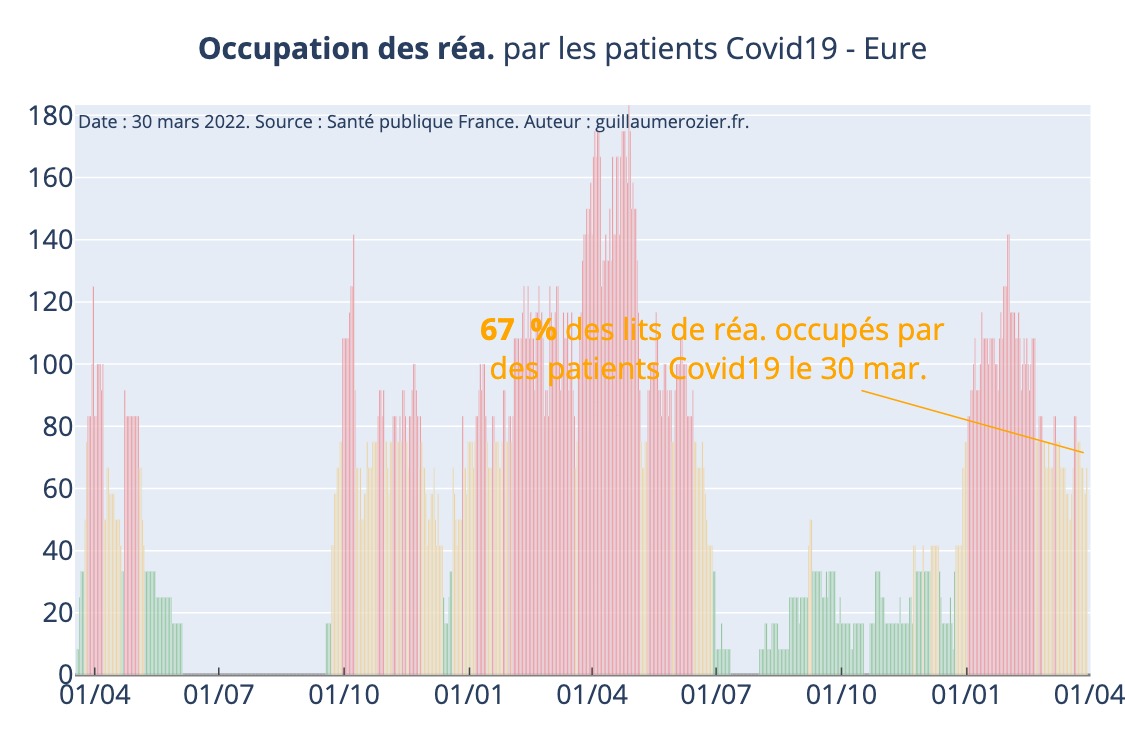 Occupation des réa. par les patients Covid19 - Eure
Date : 30 mars 2022. Source : Santé publique France. Auteur : guillaumerozier.fr.
180
160
140
120
100
80
60
40
20
0
67 % des lits de réa. occupés par
des patients Covid19 le 30 mar.
01/04 01/07 01/10 01/01 01/04 01/07 01/10 01/01 01/04